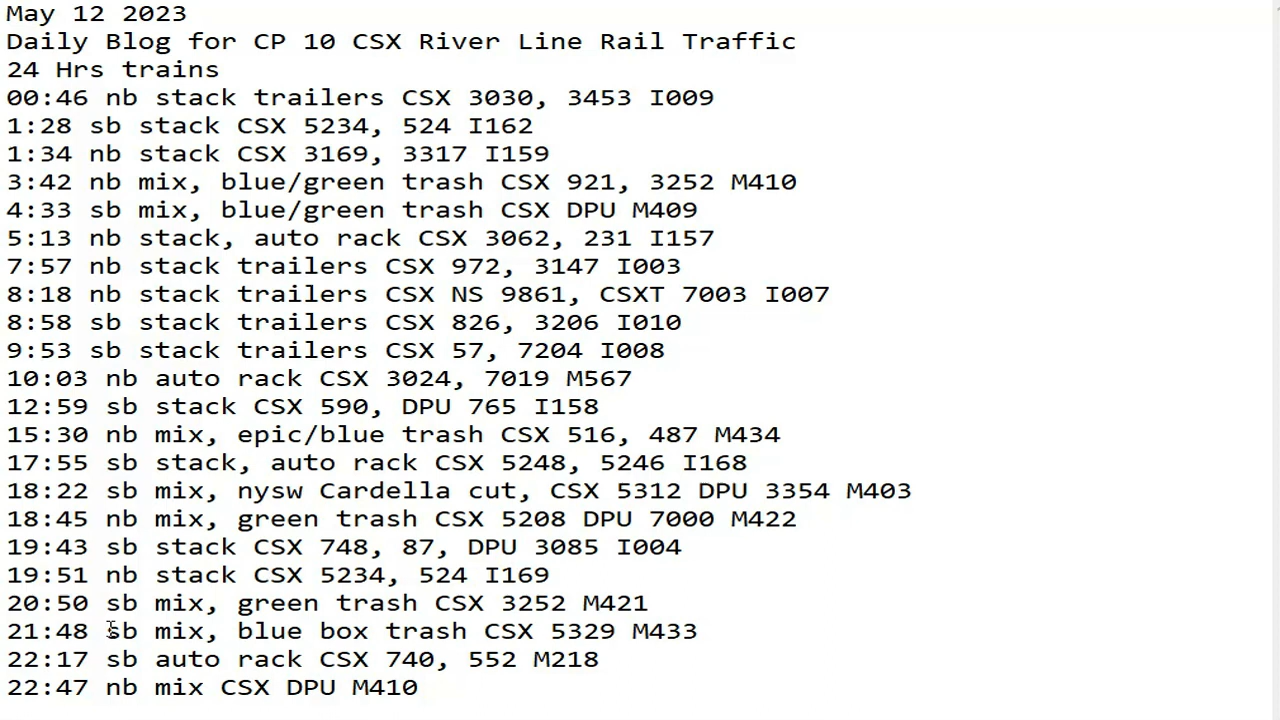 May 12 2023
Daily Blog for CP 10 CSX River Line Rail Traffic
24 Hrs trains
00:46 nb stack trailers CSX 3030, 3453 I009
1:28 sb stack CSX 5234, 524 I162
1:34 nb stack CSX 3169, 3317 I159
3:42 nb mix, blue/green trash CSX 921, 3252 M410
4:33 sb mix, blue/green trash CSX DPU M409
5:13 nb stack, auto rack CSX 3062, 231 I157
7:57 nb stack trailers CSX 972, 3147 I003
8:18 nb stack trailers CSX NS 9861, CSXT 7003 I007
8:58 sb stack trailers CSX 826, 3206 I010
9:53 sb stack trailers CSX 57, 7204 I008
10:03 nb auto rack CSX 3024, 7019 M567
12:59 sb stack CSX 590, DPU 765 I158
15:30 nb mix, epic/blue trash CSX 516, 487 M434
17:55 sb stack, auto rack CSX 5248, 5246 I168
18:22 sb mix, nysw Cardella cut, CSX 5312 DPU 3354 M403
18:45 nb mix, green trash CSX 5208 DPU 7000 M422
19:43 sb stack CSX 748, 87, DPU 3085 I004
19:51 nb stack CSX 5234, 524 I169
20:50 sb mix, green trash CSX 3252 M421
21:48 sb mix, blue box trash CSX 5329 M433
22:17 sb auto rack CSX 740, 552 M218
22:47 nb mix CSX DPU M410